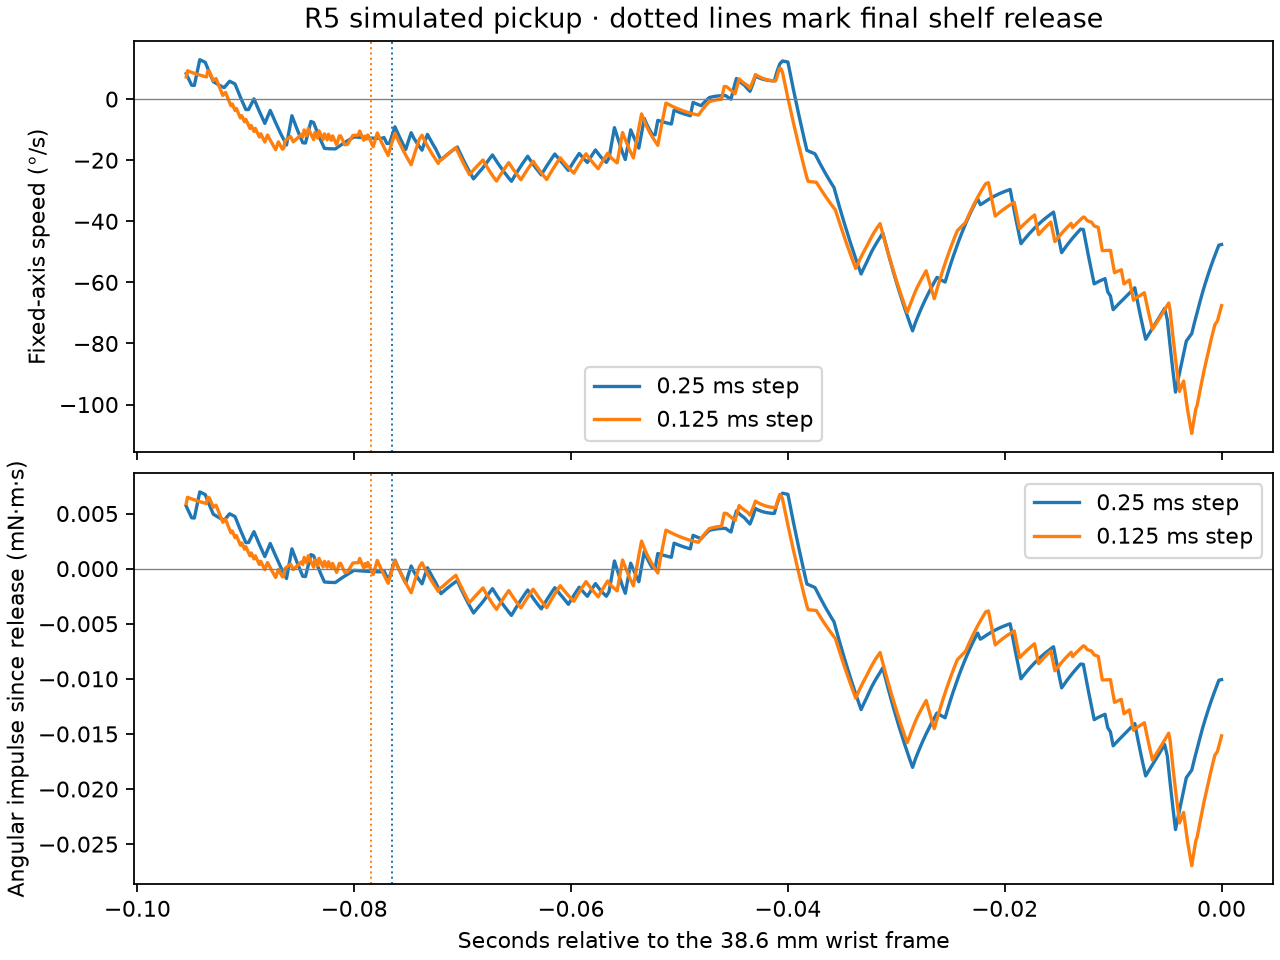 R5 simulated pickup · dotted lines mark final shelf release
Fixed-axis speed (°/s)
0
−20
−40
−60
−80
−100
0.25 ms step
0.125 ms step
Angular impulse since release (mN·m·s)
0.005
0.000
−0.005
−0.010
−0.015
−0.020
−0.025
0.25 ms step
0.125 ms step
−0.10
−0.08
−0.06
−0.04
−0.02
0.00
Seconds relative to the 38.6 mm wrist frame